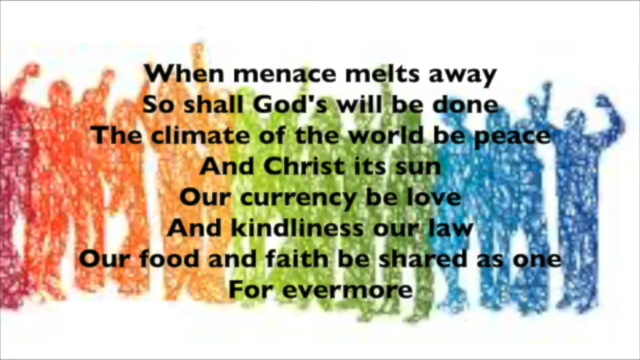 When menace melts away
So shall God's will be done
The climate of the world be peace
And Christ its sun
Our currency be love
And kindliness our law
Our food and faith be shared as one
For evermore